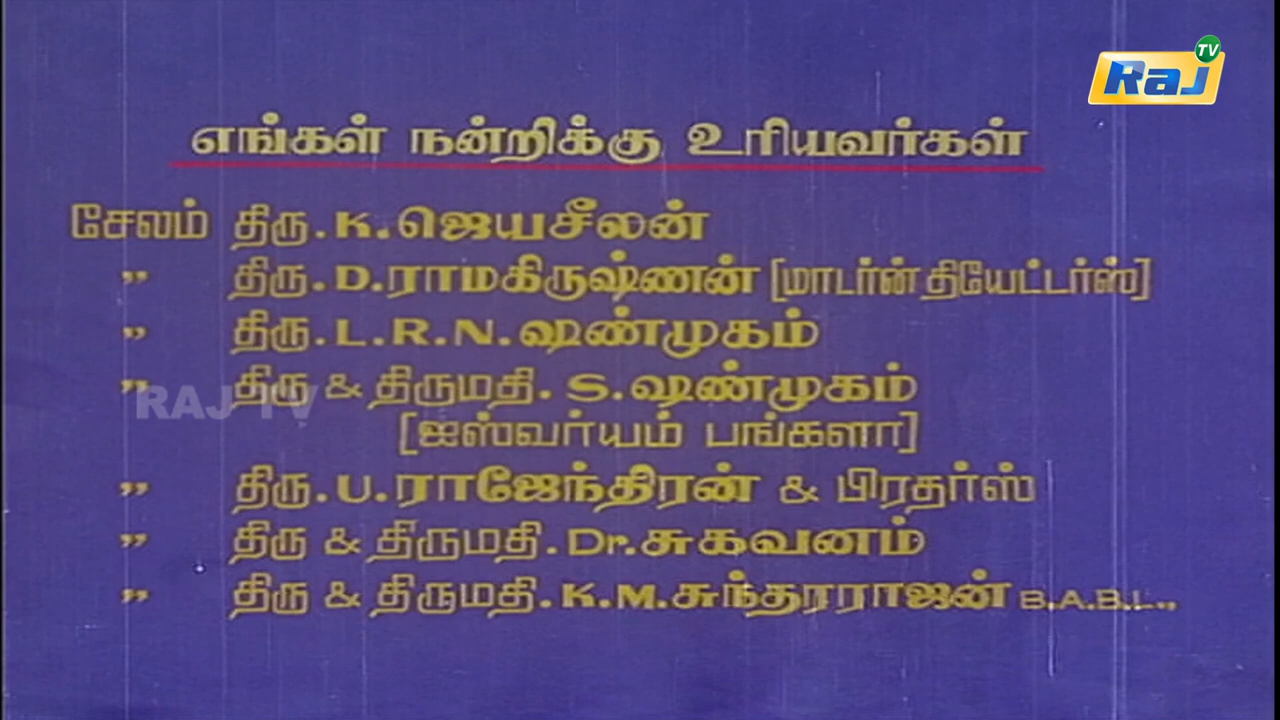 Raj TV
எங்கள் நன்றிக்கு உரியவர்கள்
சேலம் திரு.K.ஜெயசீலன்
” திரு.D.ராமகிருஷ்ணன் [மாடர்ன் தியேட்டர்ஸ்]
” திரு.L.R.N.ஷண்முகம்
” திரு & திருமதி. S.ஷண்முகம்
RAJ TV
[ஐஸ்வர்யம் பங்களா]
” திரு.U.ராஜேந்திரன் & பிரதர்ஸ்
” திரு & திருமதி.Dr.சுகவனம்
” திரு & திருமதி.K.M.சுந்தரராஜன் B.A.B.L.,